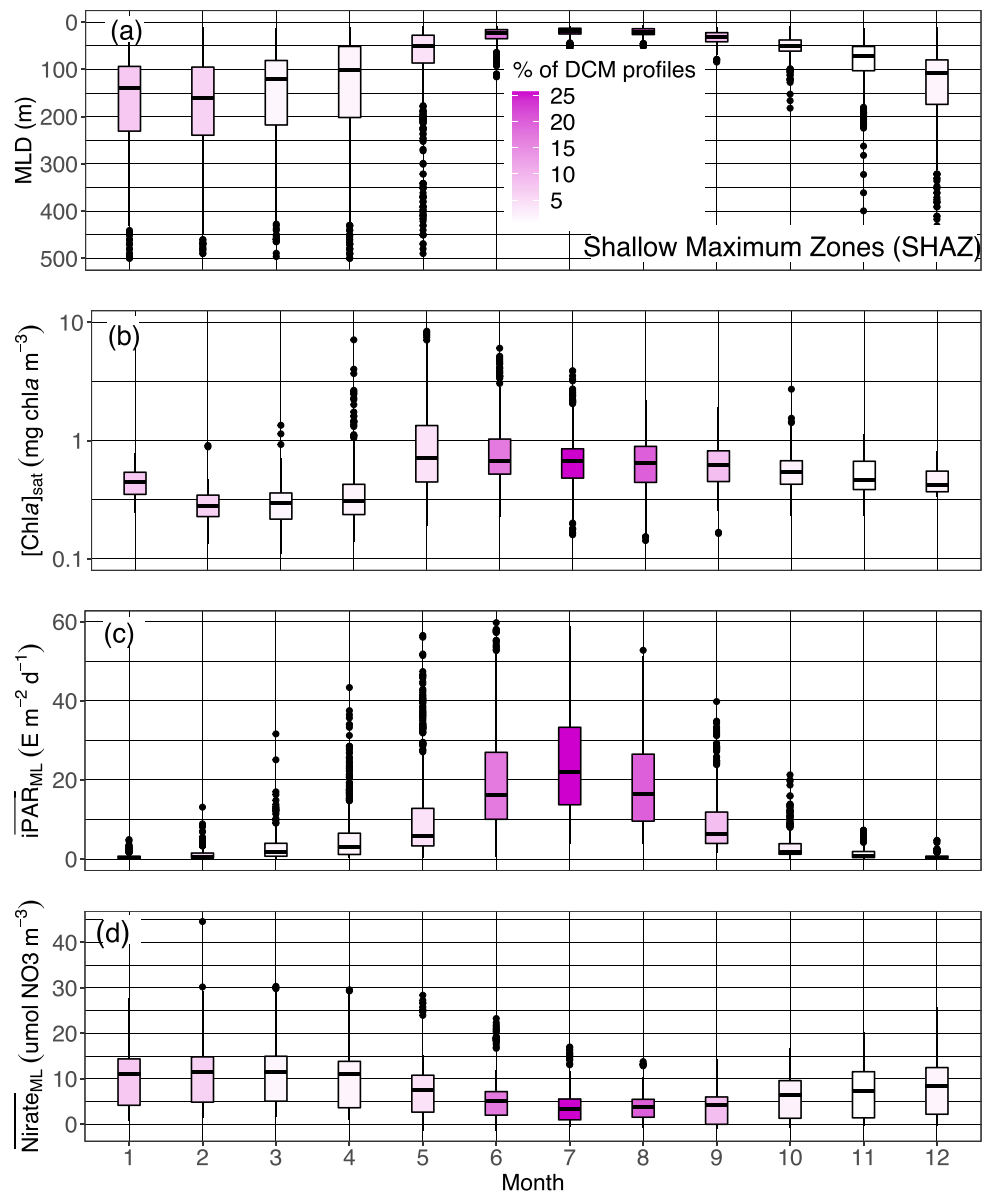 (a)
MLD (m)
0
100
200
300
400
500
% of DCM profiles
25
20
15
10
5
Shallow Maximum Zones (SHAZ)
(b)
[Chla]sat (mg chla m−3)
10
1
0.1
(c)
iPARML (E m−2 d−1)
60
40
20
0
(d)
NirateML (umol NO3 m−3)
40
30
20
10
0
1 2 3 4 5 6 7 8 9 10 11 12
Month